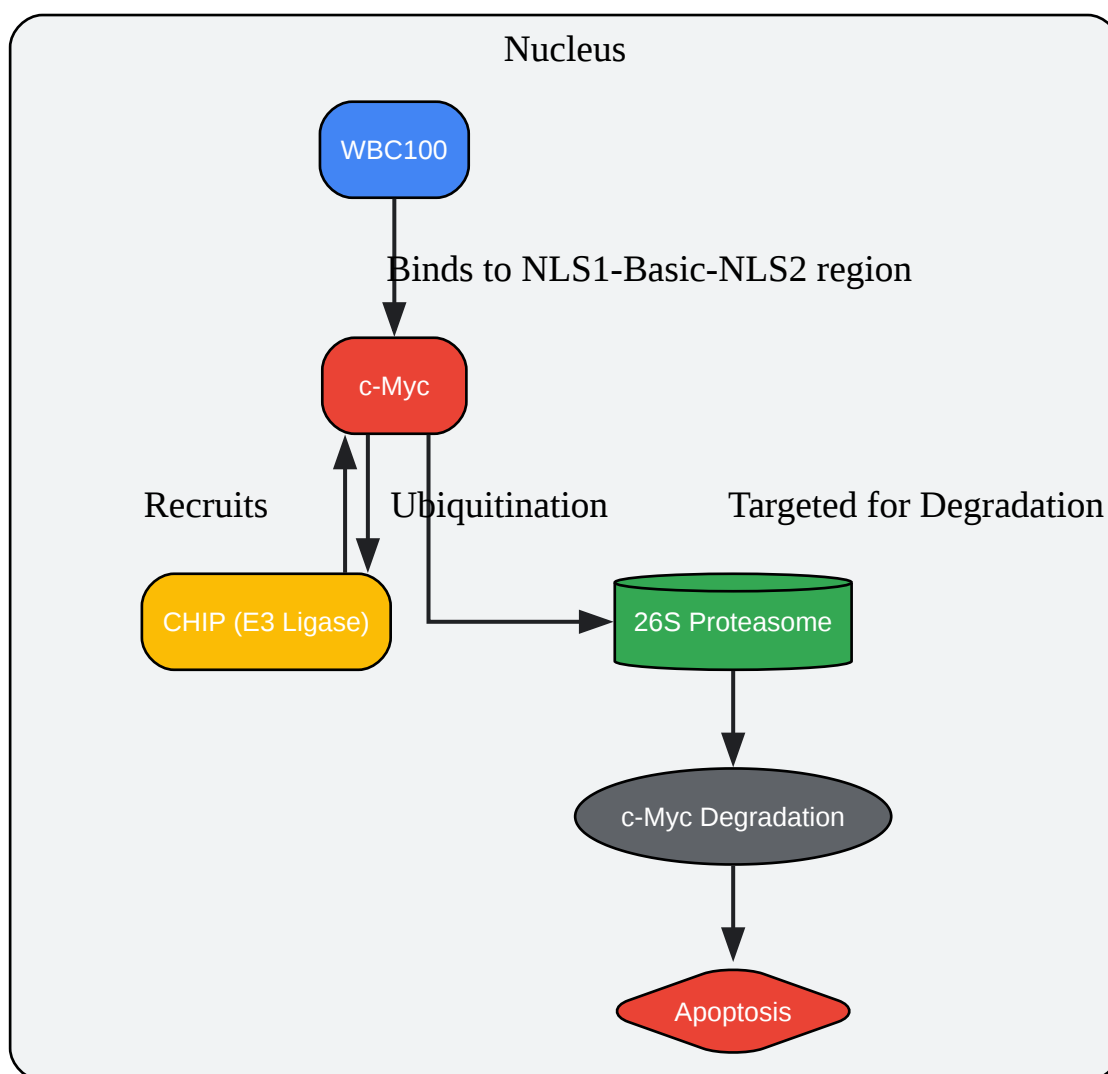 Nucleus
WBC100
Binds to NLS1-Basic-NLS2 region
c-Myc
Recruits
Ubiquitination
Targeted for Degradation
CHIP (E3 Ligase)
26S Proteasome
c-Myc Degradation
Apoptosis